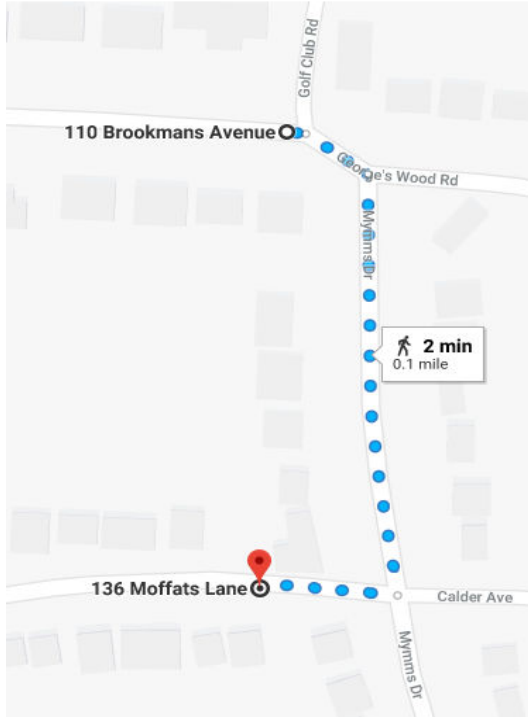 Golf Club Rd
110 Brookmans Avenue
George's Wood Rd
Mymms Dr
2 min
0.1 mile
136 Moffats Lane
Calder Ave
Mymms Dr